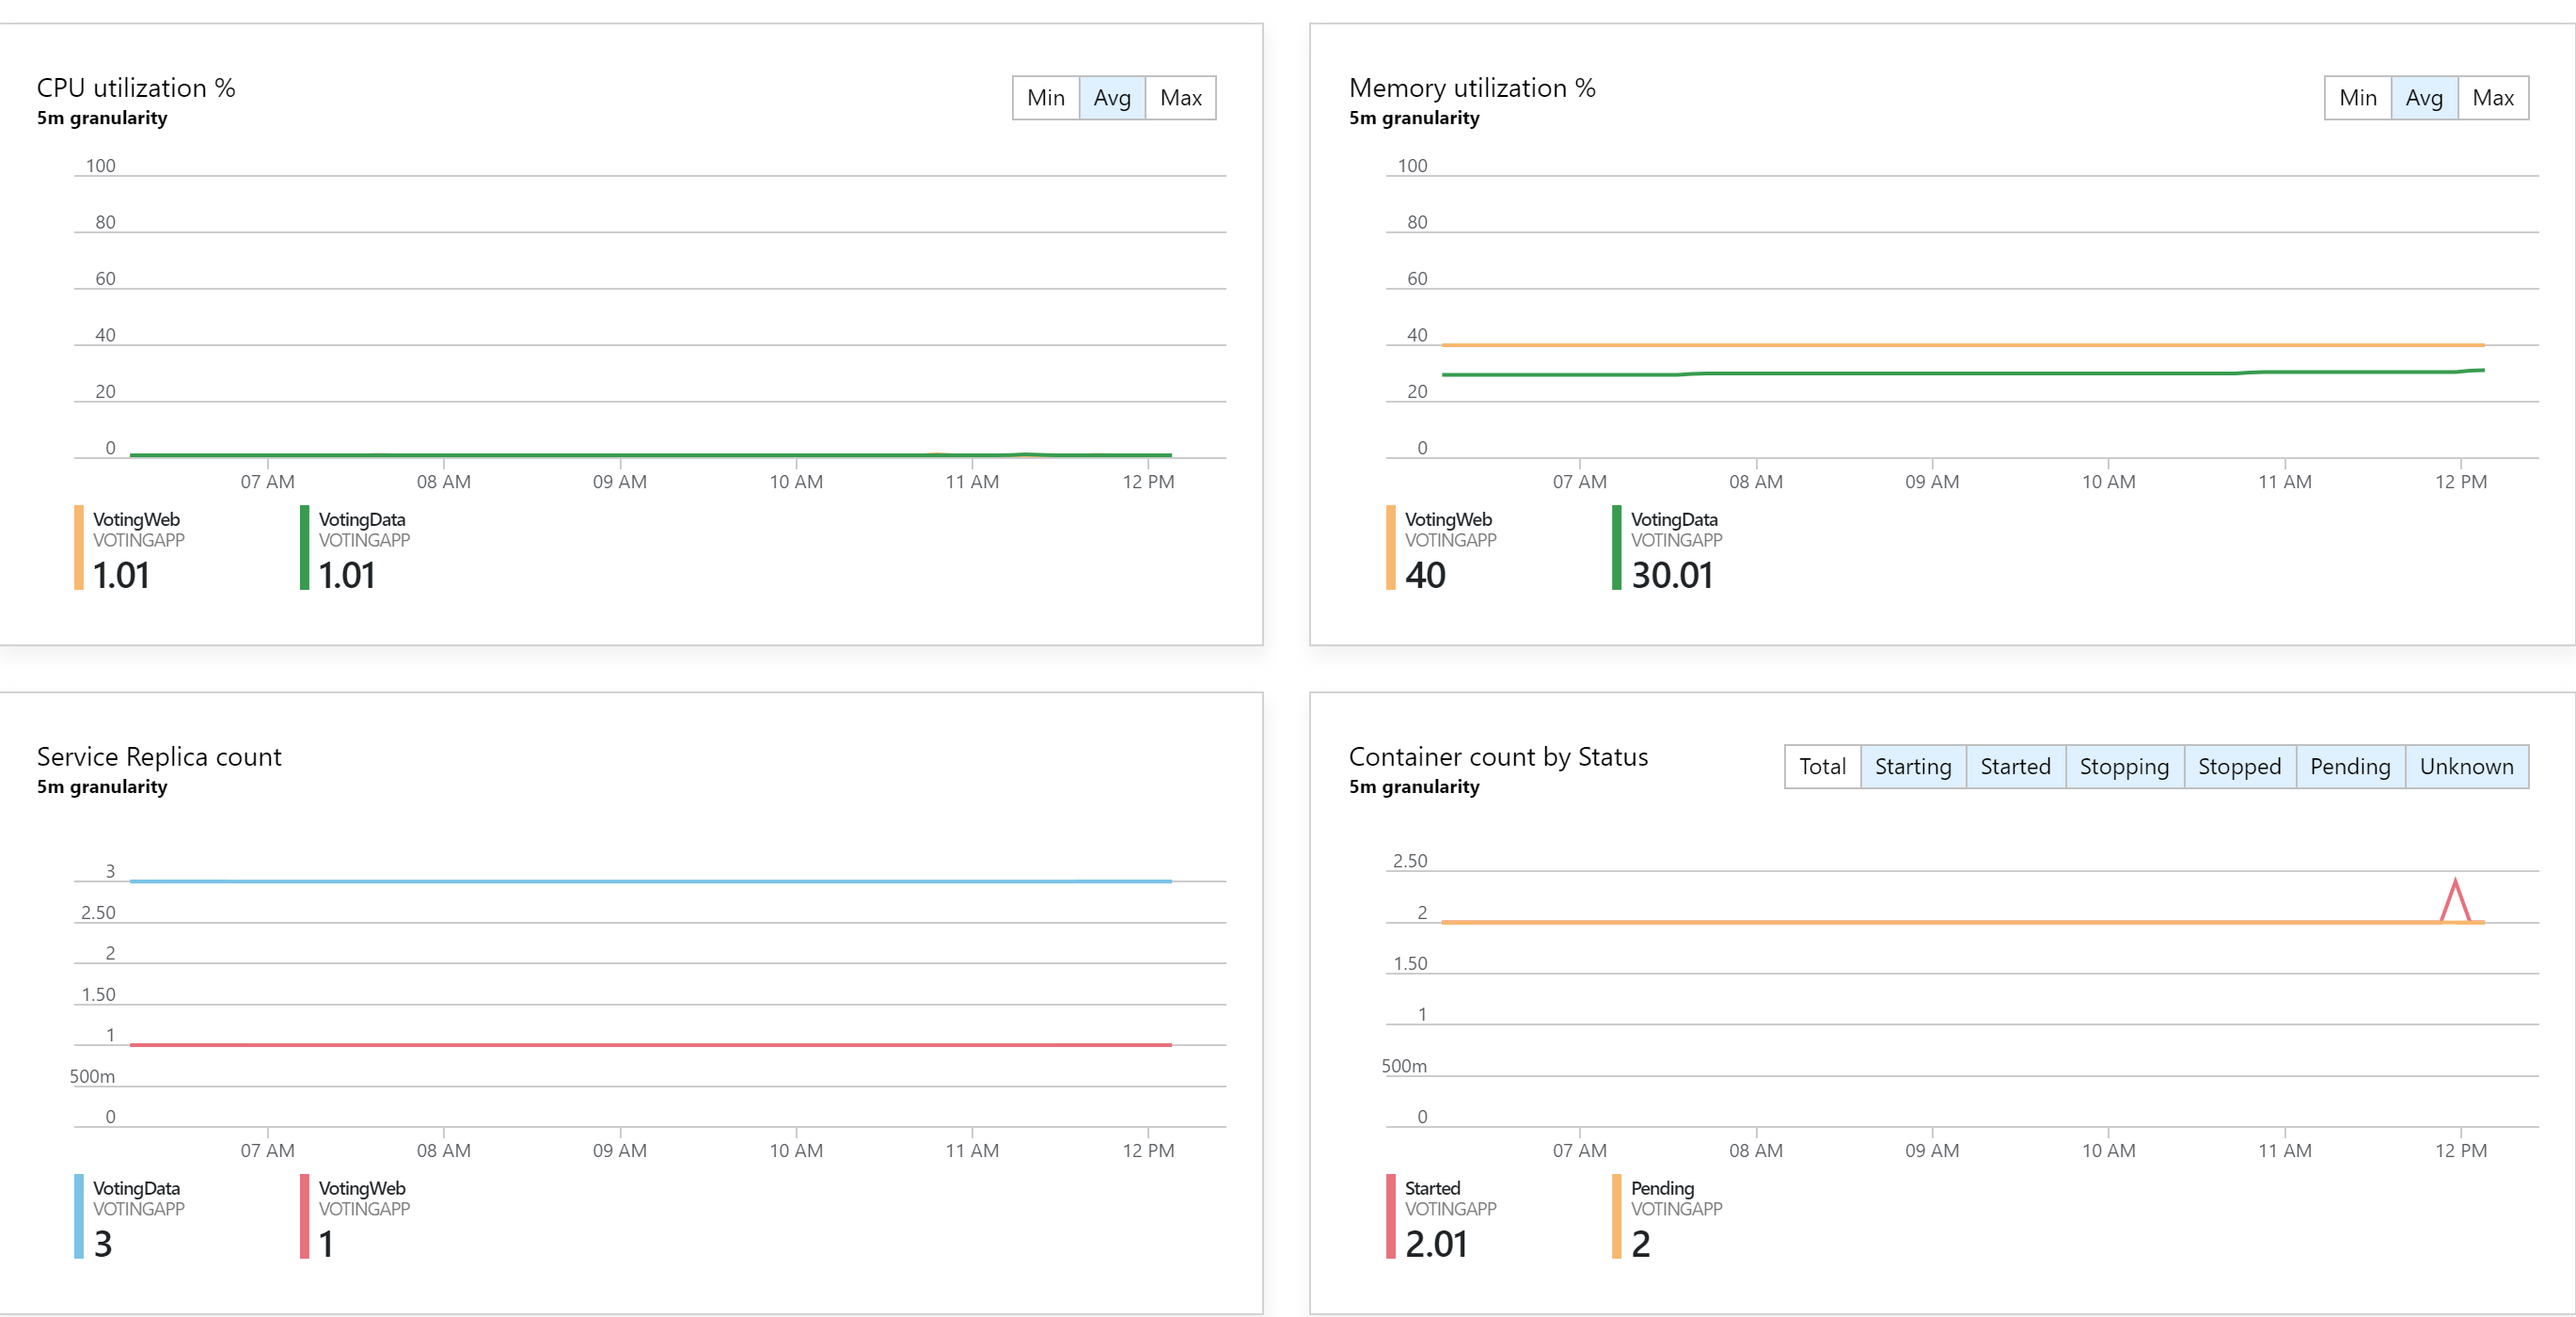 CPU utilization %
5m granularity
Min Avg Max
100
80
60
40
20
0
07 AM 08 AM 09 AM 10 AM 11 AM 12 PM
VotingWeb
VOTINGAPP
1.01
VotingData
VOTINGAPP
1.01
Memory utilization %
5m granularity
Min Avg Max
100
80
60
40
20
0
07 AM 08 AM 09 AM 10 AM 11 AM 12 PM
VotingWeb
VOTINGAPP
40
VotingData
VOTINGAPP
30.01
Service Replica count
5m granularity
3
2.50
2
1.50
1
500m
0
07 AM 08 AM 09 AM 10 AM 11 AM 12 PM
VotingData
VOTINGAPP
3
VotingWeb
VOTINGAPP
1
Container count by Status
5m granularity
Total Starting Started Stopping Stopped Pending Unknown
2.50
2
1.50
1
500m
0
07 AM 08 AM 09 AM 10 AM 11 AM 12 PM
Started
VOTINGAPP
2.01
Pending
VOTINGAPP
2